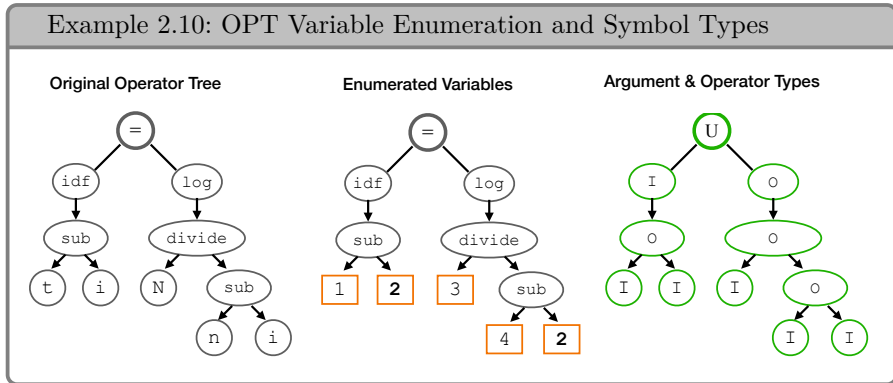 Example 2.10: OPT Variable Enumeration and Symbol Types
Original Operator Tree
Enumerated Variables
Argument & Operator Types
=
idf log
sub divide
t i N sub
n i
=
idf log
sub divide
1 2 3 sub
4 2
U
I O
O O
I I I O
I I